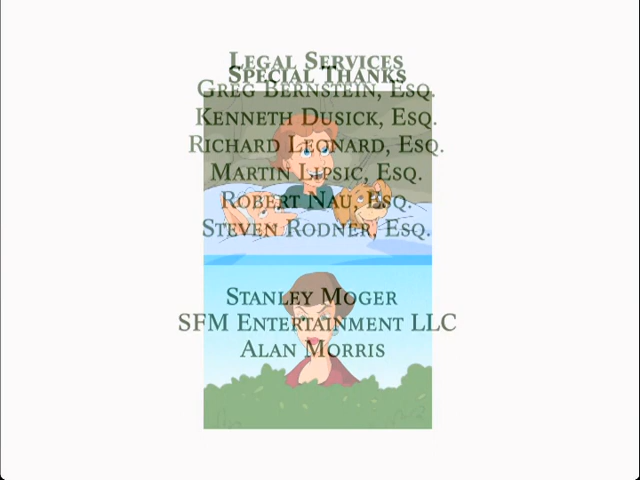 Legal Services
Special Thanks
Greg Bernstein, Esq.
Kenneth Dusick, Esq.
Richard Leonard, Esq.
Martin Lipsic, Esq.
Robert Nau, Esq.
Steven Rodner, Esq.
Stanley Moger
SFM Entertainment LLC
Alan Morris